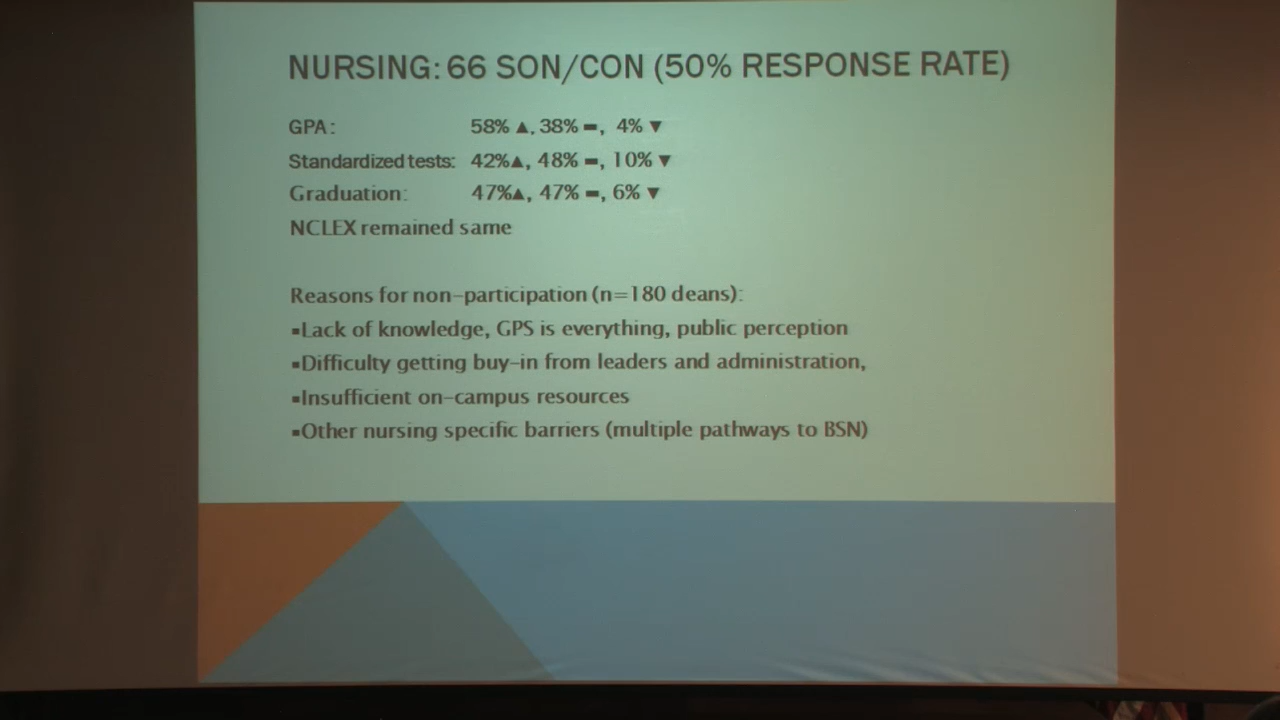 NURSING: 66 SON/CON (50% RESPONSE RATE)
GPA: 58% ▲, 38% ▬, 4% ▼
Standardized tests: 42%▲, 48% ▬, 10% ▼
Graduation: 47%▲, 47% ▬, 6% ▼
NCLEX remained same
Reasons for non-participation (n=180 deans):
▪Lack of knowledge, GPS is everything, public perception
▪Difficulty getting buy-in from leaders and administration,
▪Insufficient on-campus resources
▪Other nursing specific barriers (multiple pathways to BSN)